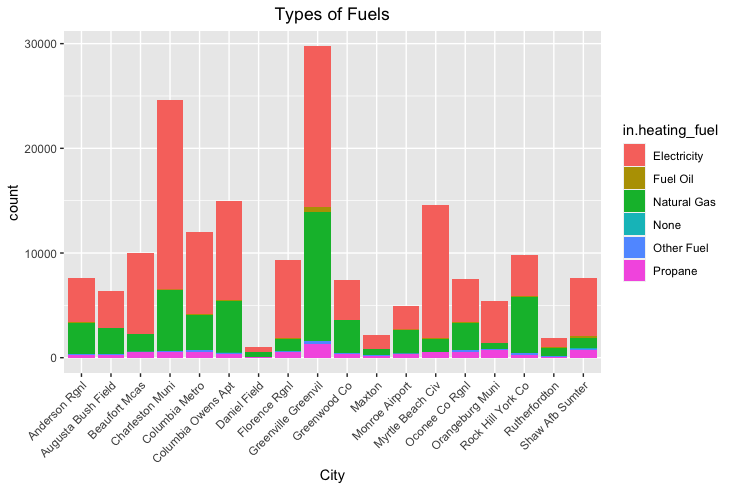 Types of Fuels
30000
20000
10000
0
count
Anderson Rgnl
Augusta Bush Field
Beaufort Mcas
Charleston Muni
Columbia Metro
Columbia Owens Apt
Daniel Field
Florence Rgnl
Greenville Greenvil
Greenwood Co
Maxton
Monroe Airport
Myrtle Beach Civ
Oconee Co Rgnl
Orangeburg Muni
Rock Hill York Co
Rutherfordton
Shaw Afb Sumter
City
in.heating_fuel
Electricity
Fuel Oil
Natural Gas
None
Other Fuel
Propane